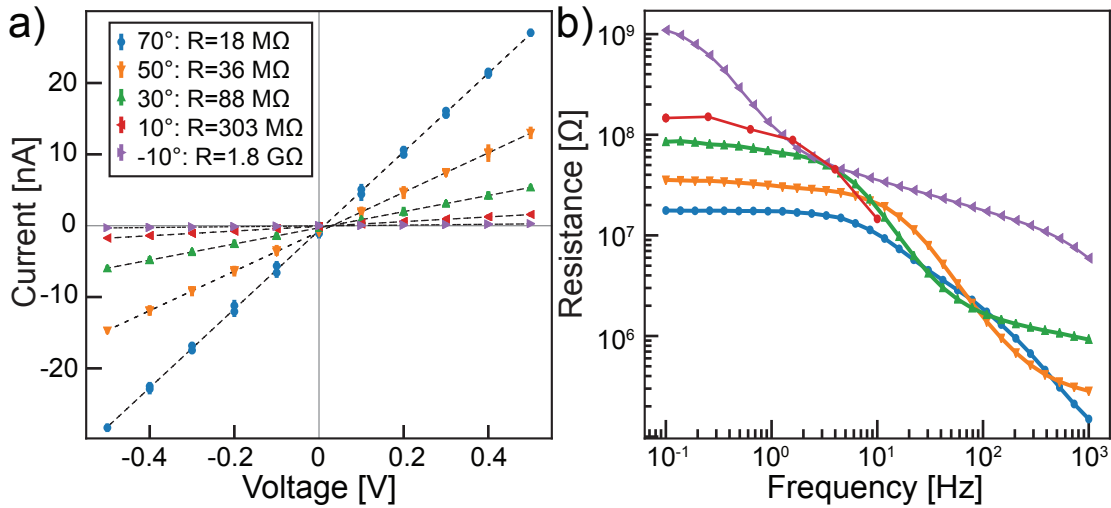 a)
Current [nA]
20
10
0
-10
-20
70°: R=18 MΩ
50°: R=36 MΩ
30°: R=88 MΩ
10°: R=303 MΩ
-10°: R=1.8 GΩ
-0.4 -0.2 0 0.2 0.4
Voltage [V]
b)
Resistance [Ω]
10⁹
10⁸
10⁷
10⁶
10⁻¹ 10⁰ 10¹ 10² 10³
Frequency [Hz]